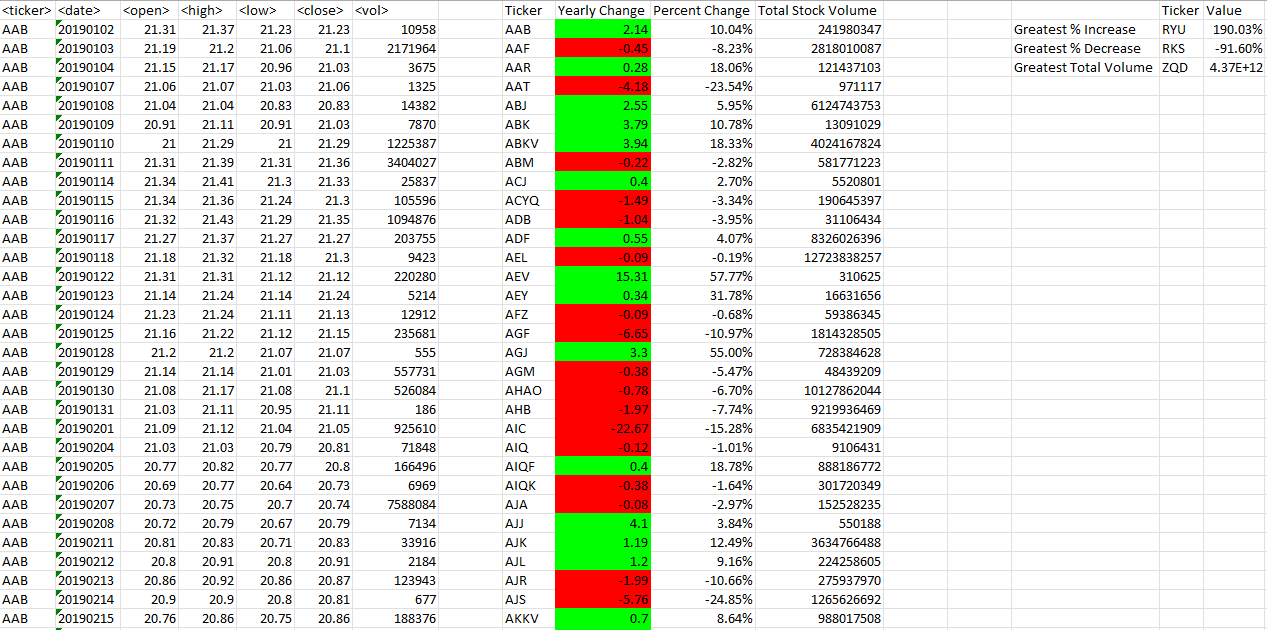 <ticker> <date> <open> <high> <low> <close> <vol> Ticker Yearly Change Percent Change Total Stock Volume Ticker Value
AAB 20190102 21.31 21.37 21.23 21.23 10958 AAB 2.14 10.04% 241980347 Greatest % Increase RYU 190.03%
AAB 20190103 21.19 21.2 21.06 21.1 2171964 AAF -0.45 -8.23% 2818010087 Greatest % Decrease RKS -91.60%
AAB 20190104 21.15 21.17 20.96 21.03 3675 AAR 0.28 18.06% 121437103 Greatest Total Volume ZQD 4.37E+12
AAB 20190107 21.06 21.07 21.03 21.06 1325 AAT -4.18 -23.54% 971117
AAB 20190108 21.04 21.04 20.83 20.83 14382 ABJ 2.55 5.95% 6124743753
AAB 20190109 20.91 21.11 20.91 21.03 7870 ABK 3.79 10.78% 13091029
AAB 20190110 21 21.29 21 21.29 1225387 ABKV 3.94 18.33% 4024167824
AAB 20190111 21.31 21.39 21.31 21.36 3404027 ABM -0.22 -2.82% 581771223
AAB 20190114 21.34 21.41 21.3 21.33 25837 ACJ 0.4 2.70% 5520801
AAB 20190115 21.34 21.36 21.24 21.3 105596 ACYQ -1.49 -3.34% 190645397
AAB 20190116 21.32 21.43 21.29 21.35 1094876 ADB -1.04 -3.95% 31106434
AAB 20190117 21.27 21.37 21.27 21.27 203755 ADF 0.55 4.07% 8326026396
AAB 20190118 21.18 21.32 21.18 21.3 9423 AEL -0.09 -0.19% 12723838257
AAB 20190122 21.31 21.31 21.12 21.12 220280 AEV 15.31 57.77% 310625
AAB 20190123 21.14 21.24 21.14 21.24 5214 AEY 0.34 31.78% 16631656
AAB 20190124 21.23 21.24 21.11 21.13 12912 AFZ -0.09 -0.68% 59386345
AAB 20190125 21.16 21.22 21.12 21.15 235681 AGF -6.65 -10.97% 1814328505
AAB 20190128 21.2 21.2 21.07 21.07 555 AGJ 3.3 55.00% 728384628
AAB 20190129 21.14 21.14 21.01 21.03 557731 AGM -0.38 -5.47% 48439209
AAB 20190130 21.08 21.17 21.08 21.1 526084 AHAO -0.78 -6.70% 10127862044
AAB 20190131 21.03 21.11 20.95 21.11 186 AHB -1.97 -7.74% 9219936469
AAB 20190201 21.09 21.12 21.04 21.05 925610 AIC -22.67 -15.28% 6835421909
AAB 20190204 21.03 21.03 20.79 20.81 71848 AIQ -0.12 -1.01% 9106431
AAB 20190205 20.77 20.82 20.77 20.8 166496 AIQF 0.4 18.78% 888186772
AAB 20190206 20.69 20.77 20.64 20.73 6969 AIQK -0.38 -1.64% 301720349
AAB 20190207 20.73 20.75 20.7 20.74 7588084 AJA -0.08 -2.97% 152528235
AAB 20190208 20.72 20.79 20.67 20.79 7134 AJJ 4.1 3.84% 550188
AAB 20190211 20.81 20.83 20.71 20.83 33916 AJK 1.19 12.49% 3634766488
AAB 20190212 20.8 20.91 20.8 20.91 2184 AJL 1.2 9.16% 224258605
AAB 20190213 20.86 20.92 20.86 20.87 123943 AJR -1.99 -10.66% 275937970
AAB 20190214 20.9 20.9 20.8 20.81 677 AJS -5.76 -24.85% 1265626692
AAB 20190215 20.76 20.86 20.75 20.86 188376 AKKV 0.7 8.64% 988017508